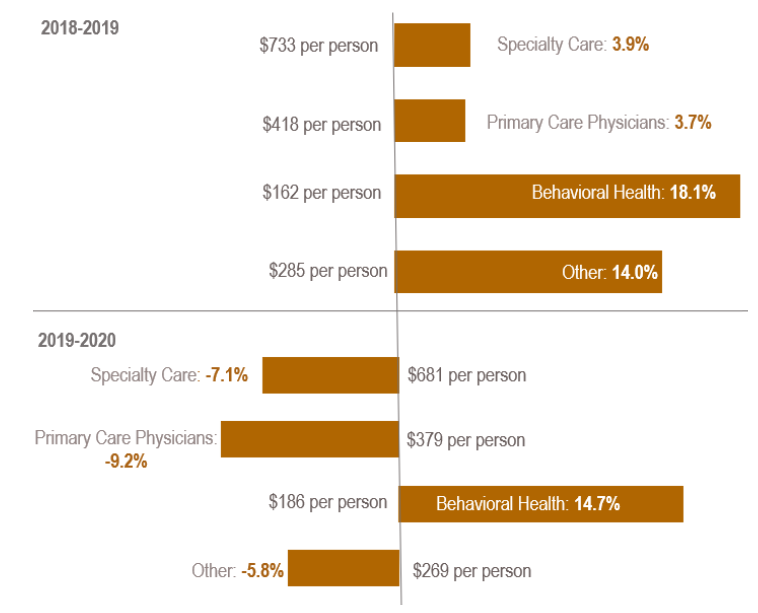 2018-2019
$733 per person Specialty Care: 3.9%
$418 per person Primary Care Physicians: 3.7%
$162 per person Behavioral Health: 18.1%
$285 per person Other: 14.0%
2019-2020
Specialty Care: -7.1% $681 per person
Primary Care Physicians: $379 per person
-9.2%
$186 per person Behavioral Health: 14.7%
Other: -5.8% $269 per person